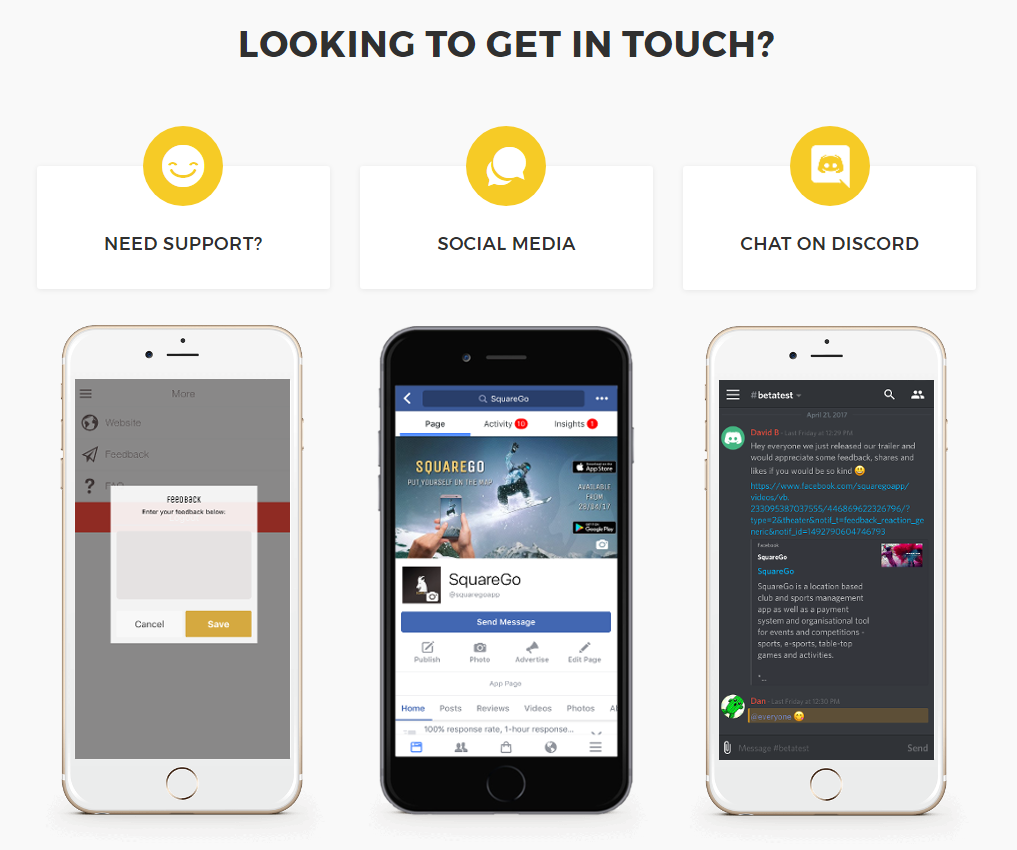 LOOKING TO GET IN TOUCH?
NEED SUPPORT?
SOCIAL MEDIA
CHAT ON DISCORD
More
Website
Feedback
FAQ
FEEDBACK
Enter your feedback below:
Cancel
Save
SquareGo
Page
Activity 10
Insights 1
SQUAREGO
PUT YOURSELF ON THE MAP
Download on the
App Store
AVAILABLE
FROM
28/04/17
Google Play
SquareGo
@squaregoapp
Send Message
Publish
Photo
Advertise
Edit Page
App Page
Home
Posts
Reviews
Videos
Photos
100% response rate, 1-hour response...
#betatest
April 21, 2017
David B - Last Friday at 12:29 PM
Hey everyone we just released our trailer and
would appreciate some feedback, shares and
likes if you would be so kind
https://www.facebook.com/squaregoapp/
videos/vb.
233095387037555/446869622326796/?
type=2&theater&notif_t=feedback_reaction_ge
neric&notif_id=1492790604746793
Facebook
SquareGo
SquareGo
SquareGo is a location based
club and sports management
app as well as a payment
system and organisational tool
for events and competitions -
sports, e-sports, table-top
games and activities.
*...
Dan - Last Friday at 12:30 PM
@everyone
Message #betatest
Send